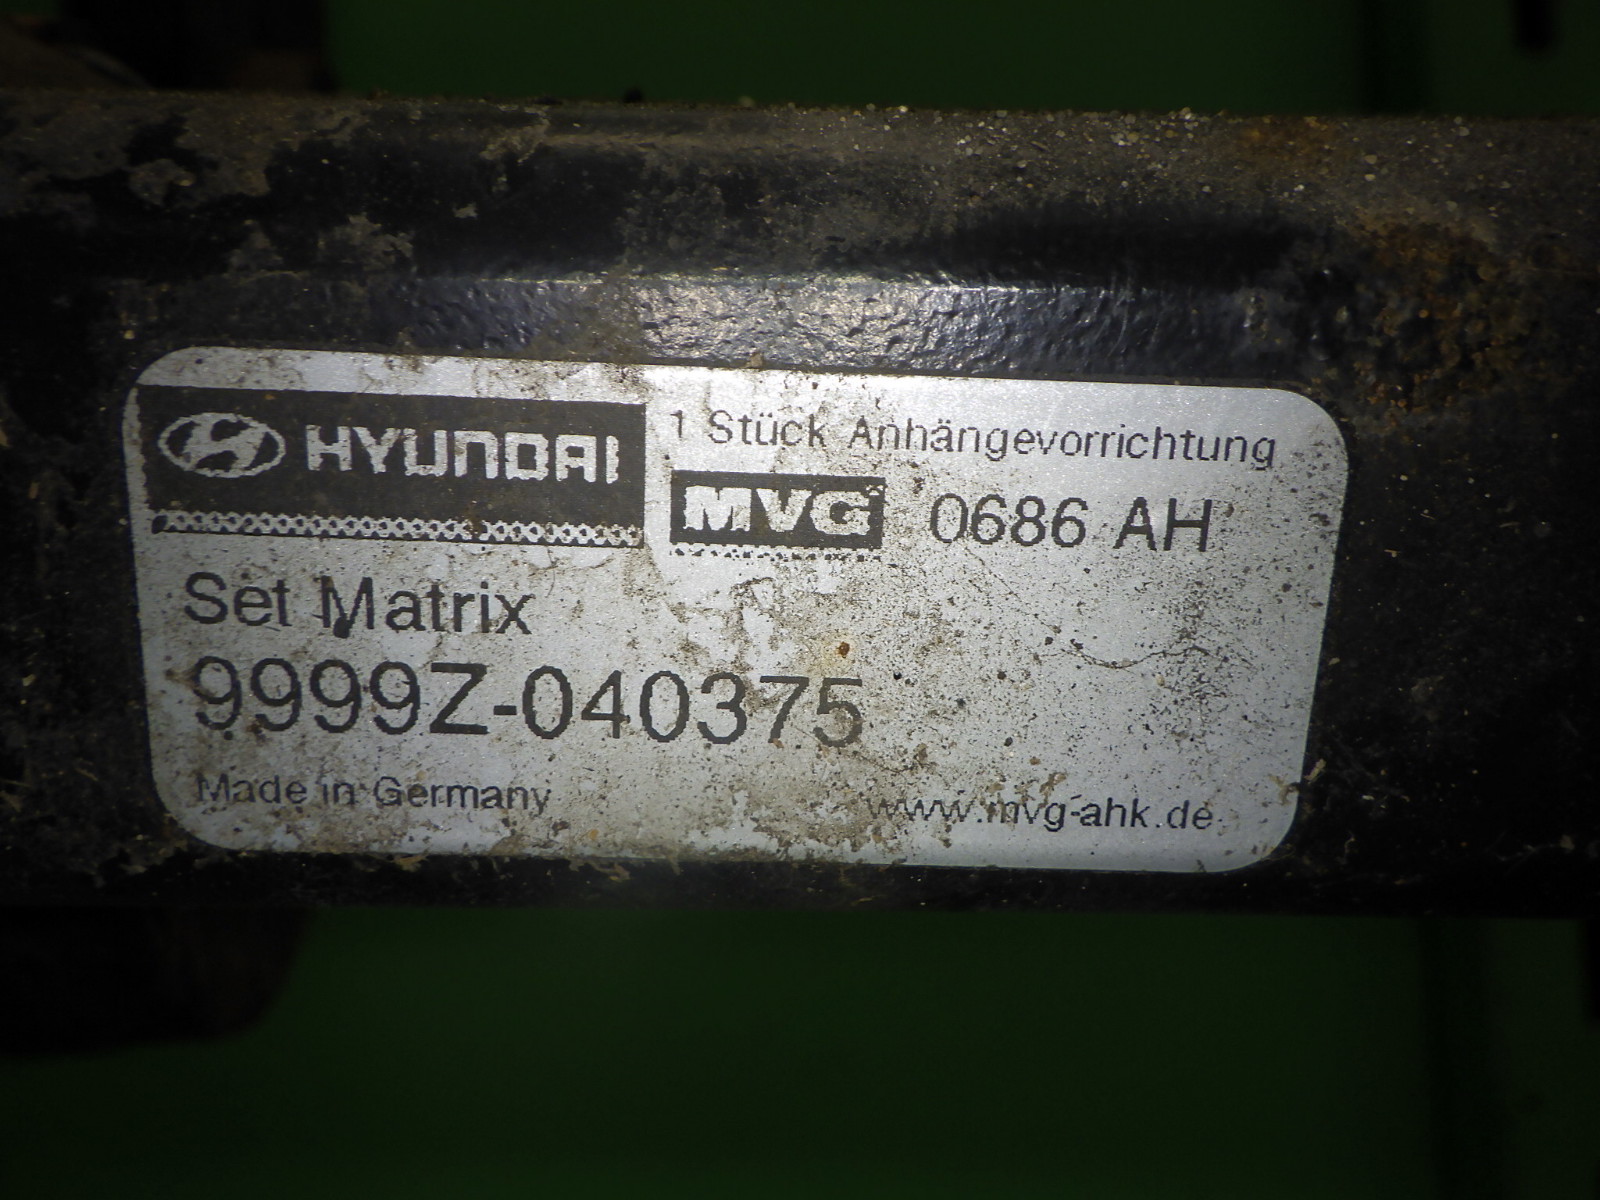 HYUNDAI
1 Stück Anhängevorrichtung
MVG 0686 AH
Set Matrix
9999Z-040375
Made in Germany
www.mvg-ahk.de